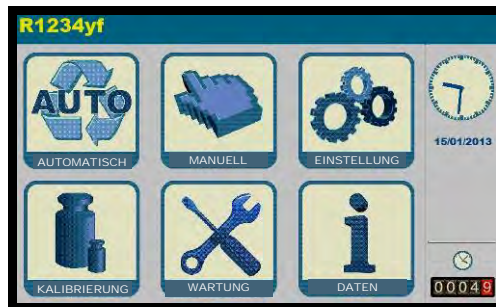 R1234yf
AUTO
AUTOMATISCH
MANUELL
EINSTELLUNG
15/01/2013
KALIBRIERUNG
WARTUNG
DATEN
00049